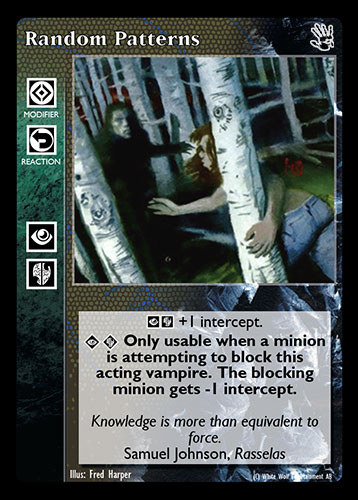 Random Patterns
MODIFIER
REACTION
+1 intercept.
Only usable when a minion
is attempting to block this
acting vampire. The blocking
minion gets -1 intercept.
Knowledge is more than equivalent to
force.
Samuel Johnson, Rasselas
Illus: Fred Harper
(C) White Wolf Entertainment AB